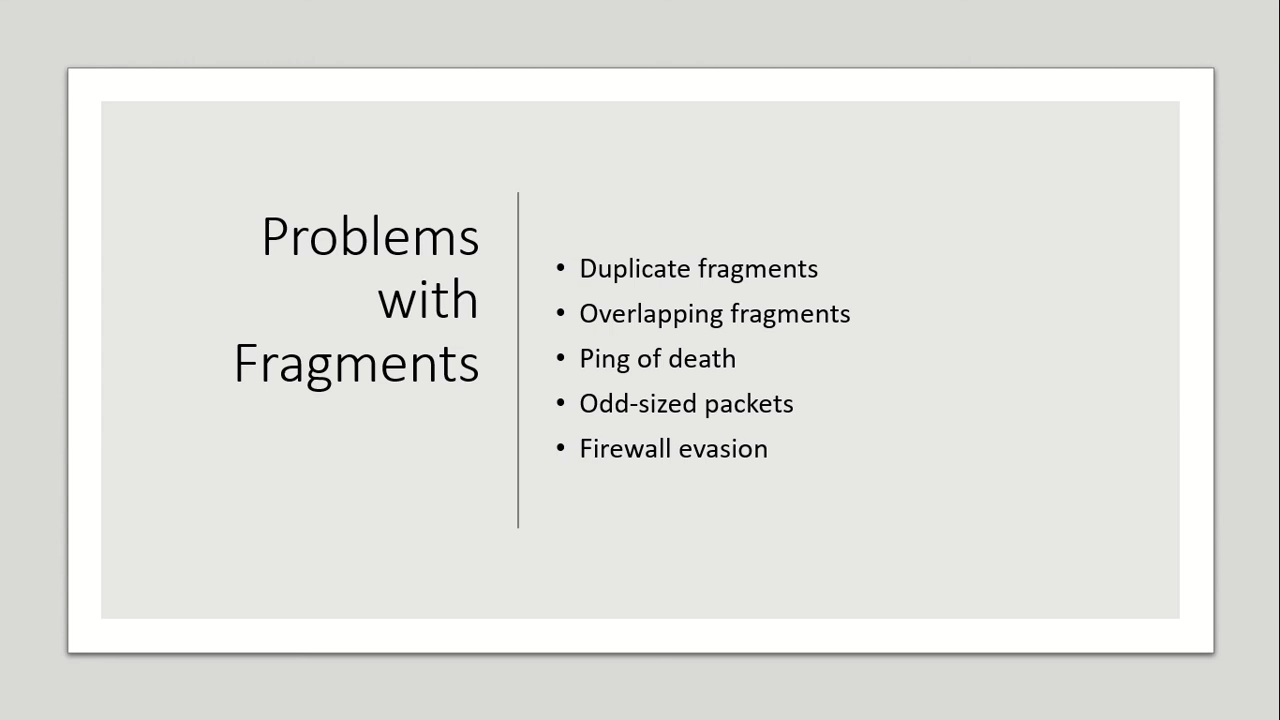 Problems
with
Fragments
• Duplicate fragments
• Overlapping fragments
• Ping of death
• Odd-sized packets
• Firewall evasion